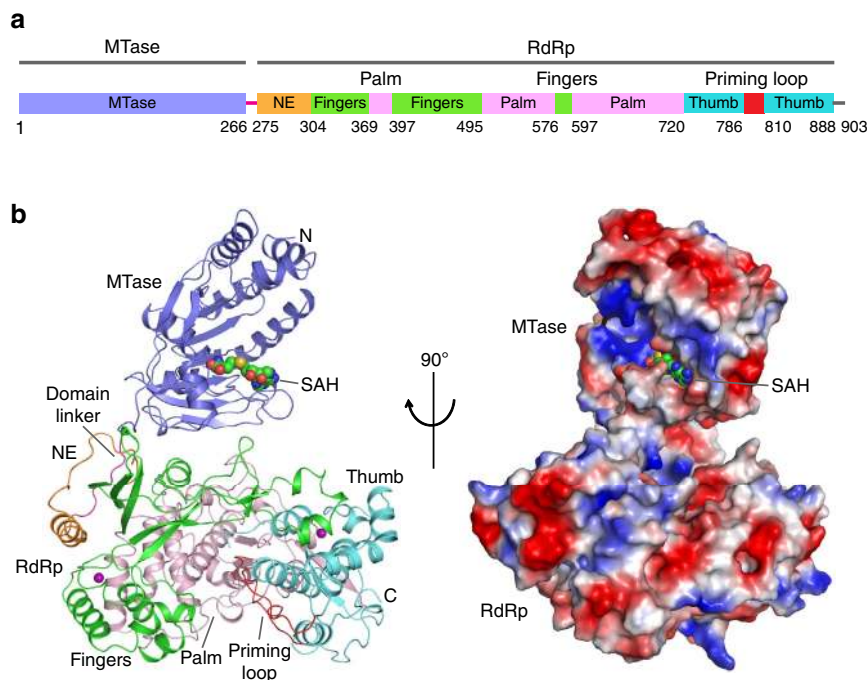 a
MTase RdRp
Palm Fingers Priming loop
MTase NE Fingers Fingers Palm Palm Thumb Thumb
1 266 275 304 369 397 495 576 597 720 786 810 888 903
b
N
MTase
SAH
Domain
linker
NE
Thumb
RdRp
C
Fingers
Palm
Priming
loop
90°
MTase
SAH
RdRp